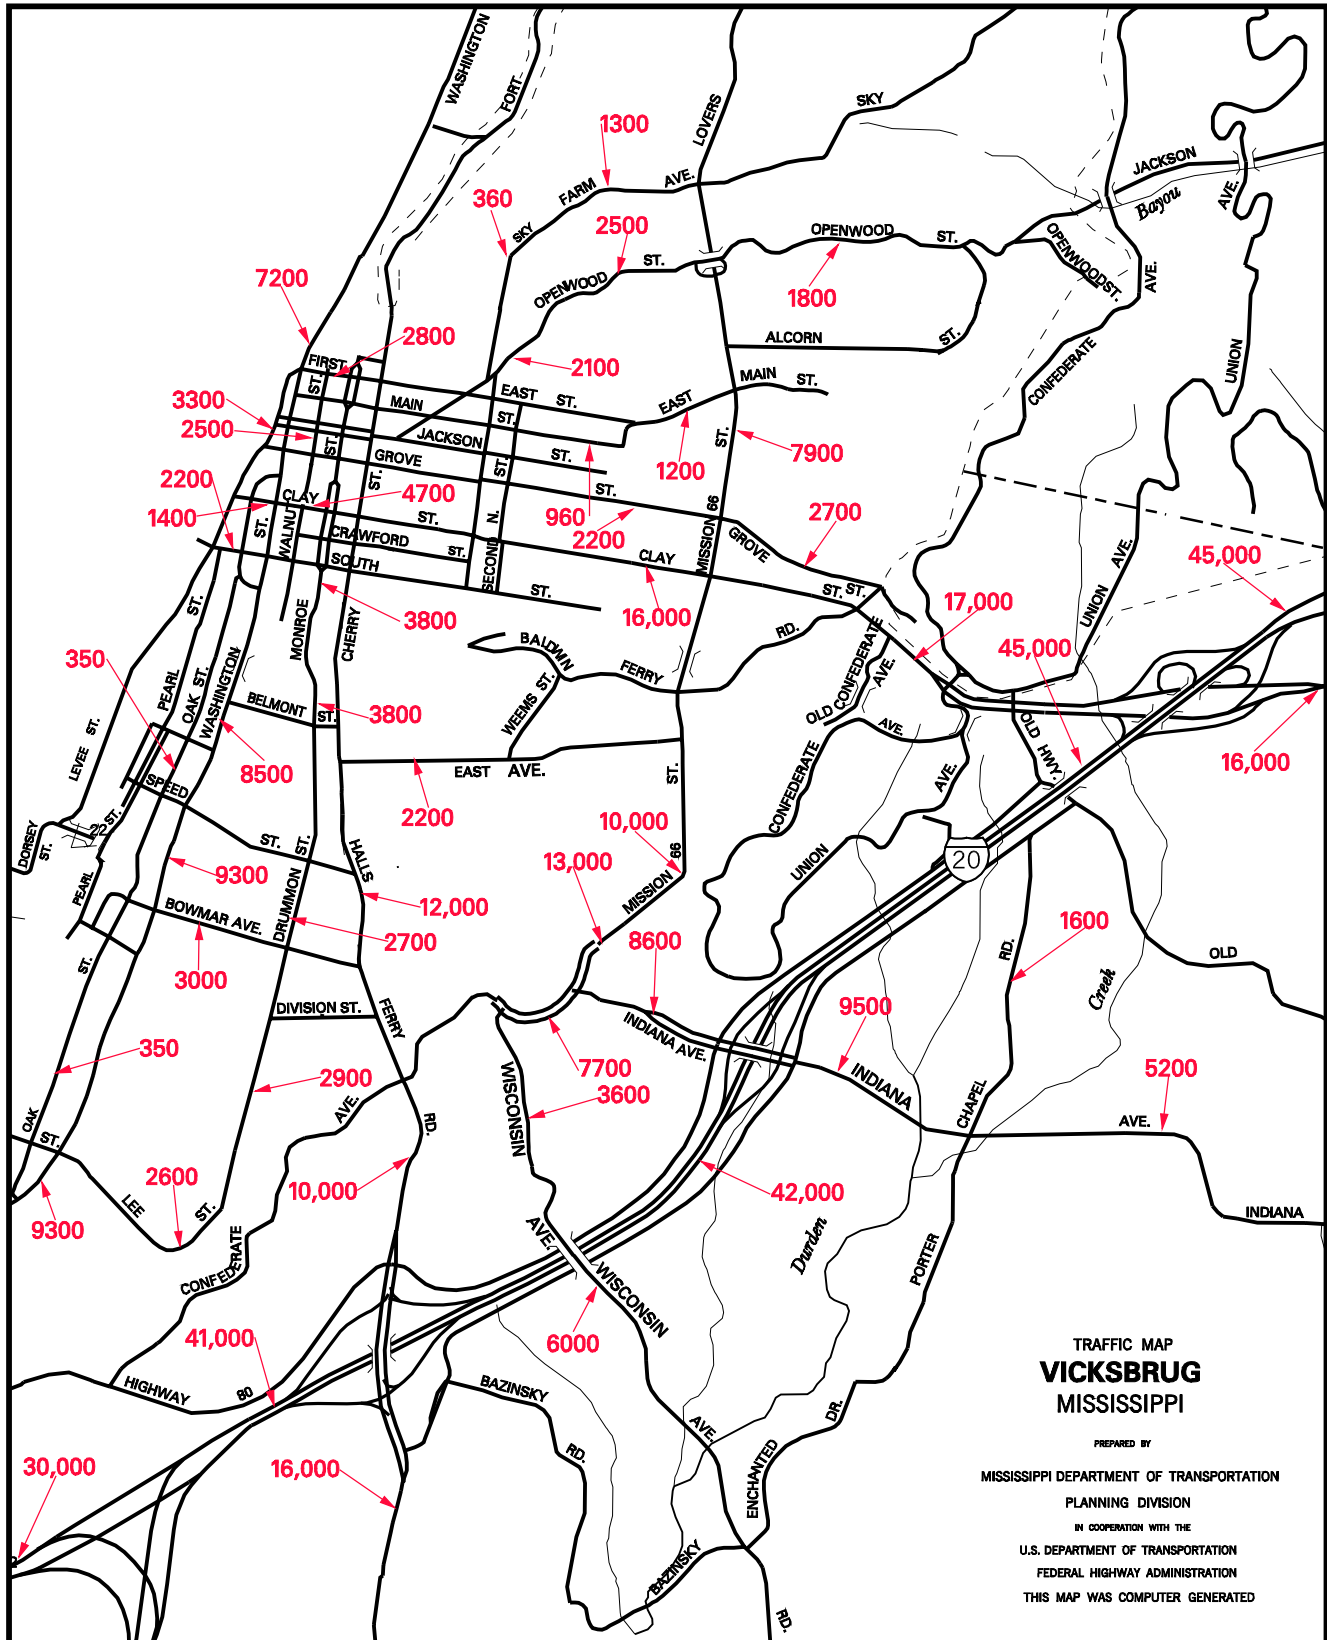 WASHINGTON
FORT
LOVERS
SKY
1300
FARM
AVE.
JACKSON
Bayou
AVE.
360
SKY
2500
OPENWOOD
ST.
OPENWOOD
ST.
1800
OPENWOODST.
AVE.
7200
2800
2100
ALCORN
ST.
CONFEDERATE
UNION
FIRST
ST.
MAIN
EAST
ST.
ST.
EAST
MAIN
ST.
3300
2500
ST.
JACKSON
ST.
GROVE
ST.
ST.
ST.
1200
ST.
7900
960
2200
1400
CLAY
4700
ST.
WALNUT
CRAWFORD
ST.
SOUTH
ST.
SECOND
N.
2200
CLAY
MISSION 66
GROVE
2700
ST.
ST.
UNION
AVE.
45,000
ST.
3800
16,000
17,000
45,000
MONROE
CHERRY
BALDWIN
FERRY
RD.
WEEMS ST.
OLD CONFEDERATE
AVE.
AVE.
350
PEARL
ST.
OAK ST.
WASHINGTON
BELMONT
ST.
3800
LEVEE
ST.
8500
EAST
AVE.
2200
ST.
CONFEDERATE
AVE.
OLD HWY.
16,000
SPEED
ST.
DORSEY
ST.
22
ST.
PEARL
9300
ST.
HALLS
10,000
13,000
MISSION
66
UNION
20
BOWMAR AVE.
DRUMMON
12,000
2700
3000
8600
1600
RD.
OLD
Creek
ST.
DIVISION ST.
FERRY
350
2900
7700
3600
INDIANA AVE.
9500
INDIANA
5200
AVE.
CHAPEL
OAK
ST.
AVE.
RD.
WISCONSIN
10,000
42,000
2600
LEE
ST.
9300
CONFEDERATE
AVE.
WISCONSIN
6000
Durden
PORTER
INDIANA
41,000
HIGHWAY
80
BAZINSKY
RD.
AVE.
DR.
ENCHANTED
30,000
16,000
2
BAZINSKY
RD.
TRAFFIC MAP
VICKSBRUG
MISSISSIPPI
PREPARED BY
MISSISSIPPI DEPARTMENT OF TRANSPORTATION
PLANNING DIVISION
IN COOPERATION WITH THE
U.S. DEPARTMENT OF TRANSPORTATION
FEDERAL HIGHWAY ADMINISTRATION
THIS MAP WAS COMPUTER GENERATED